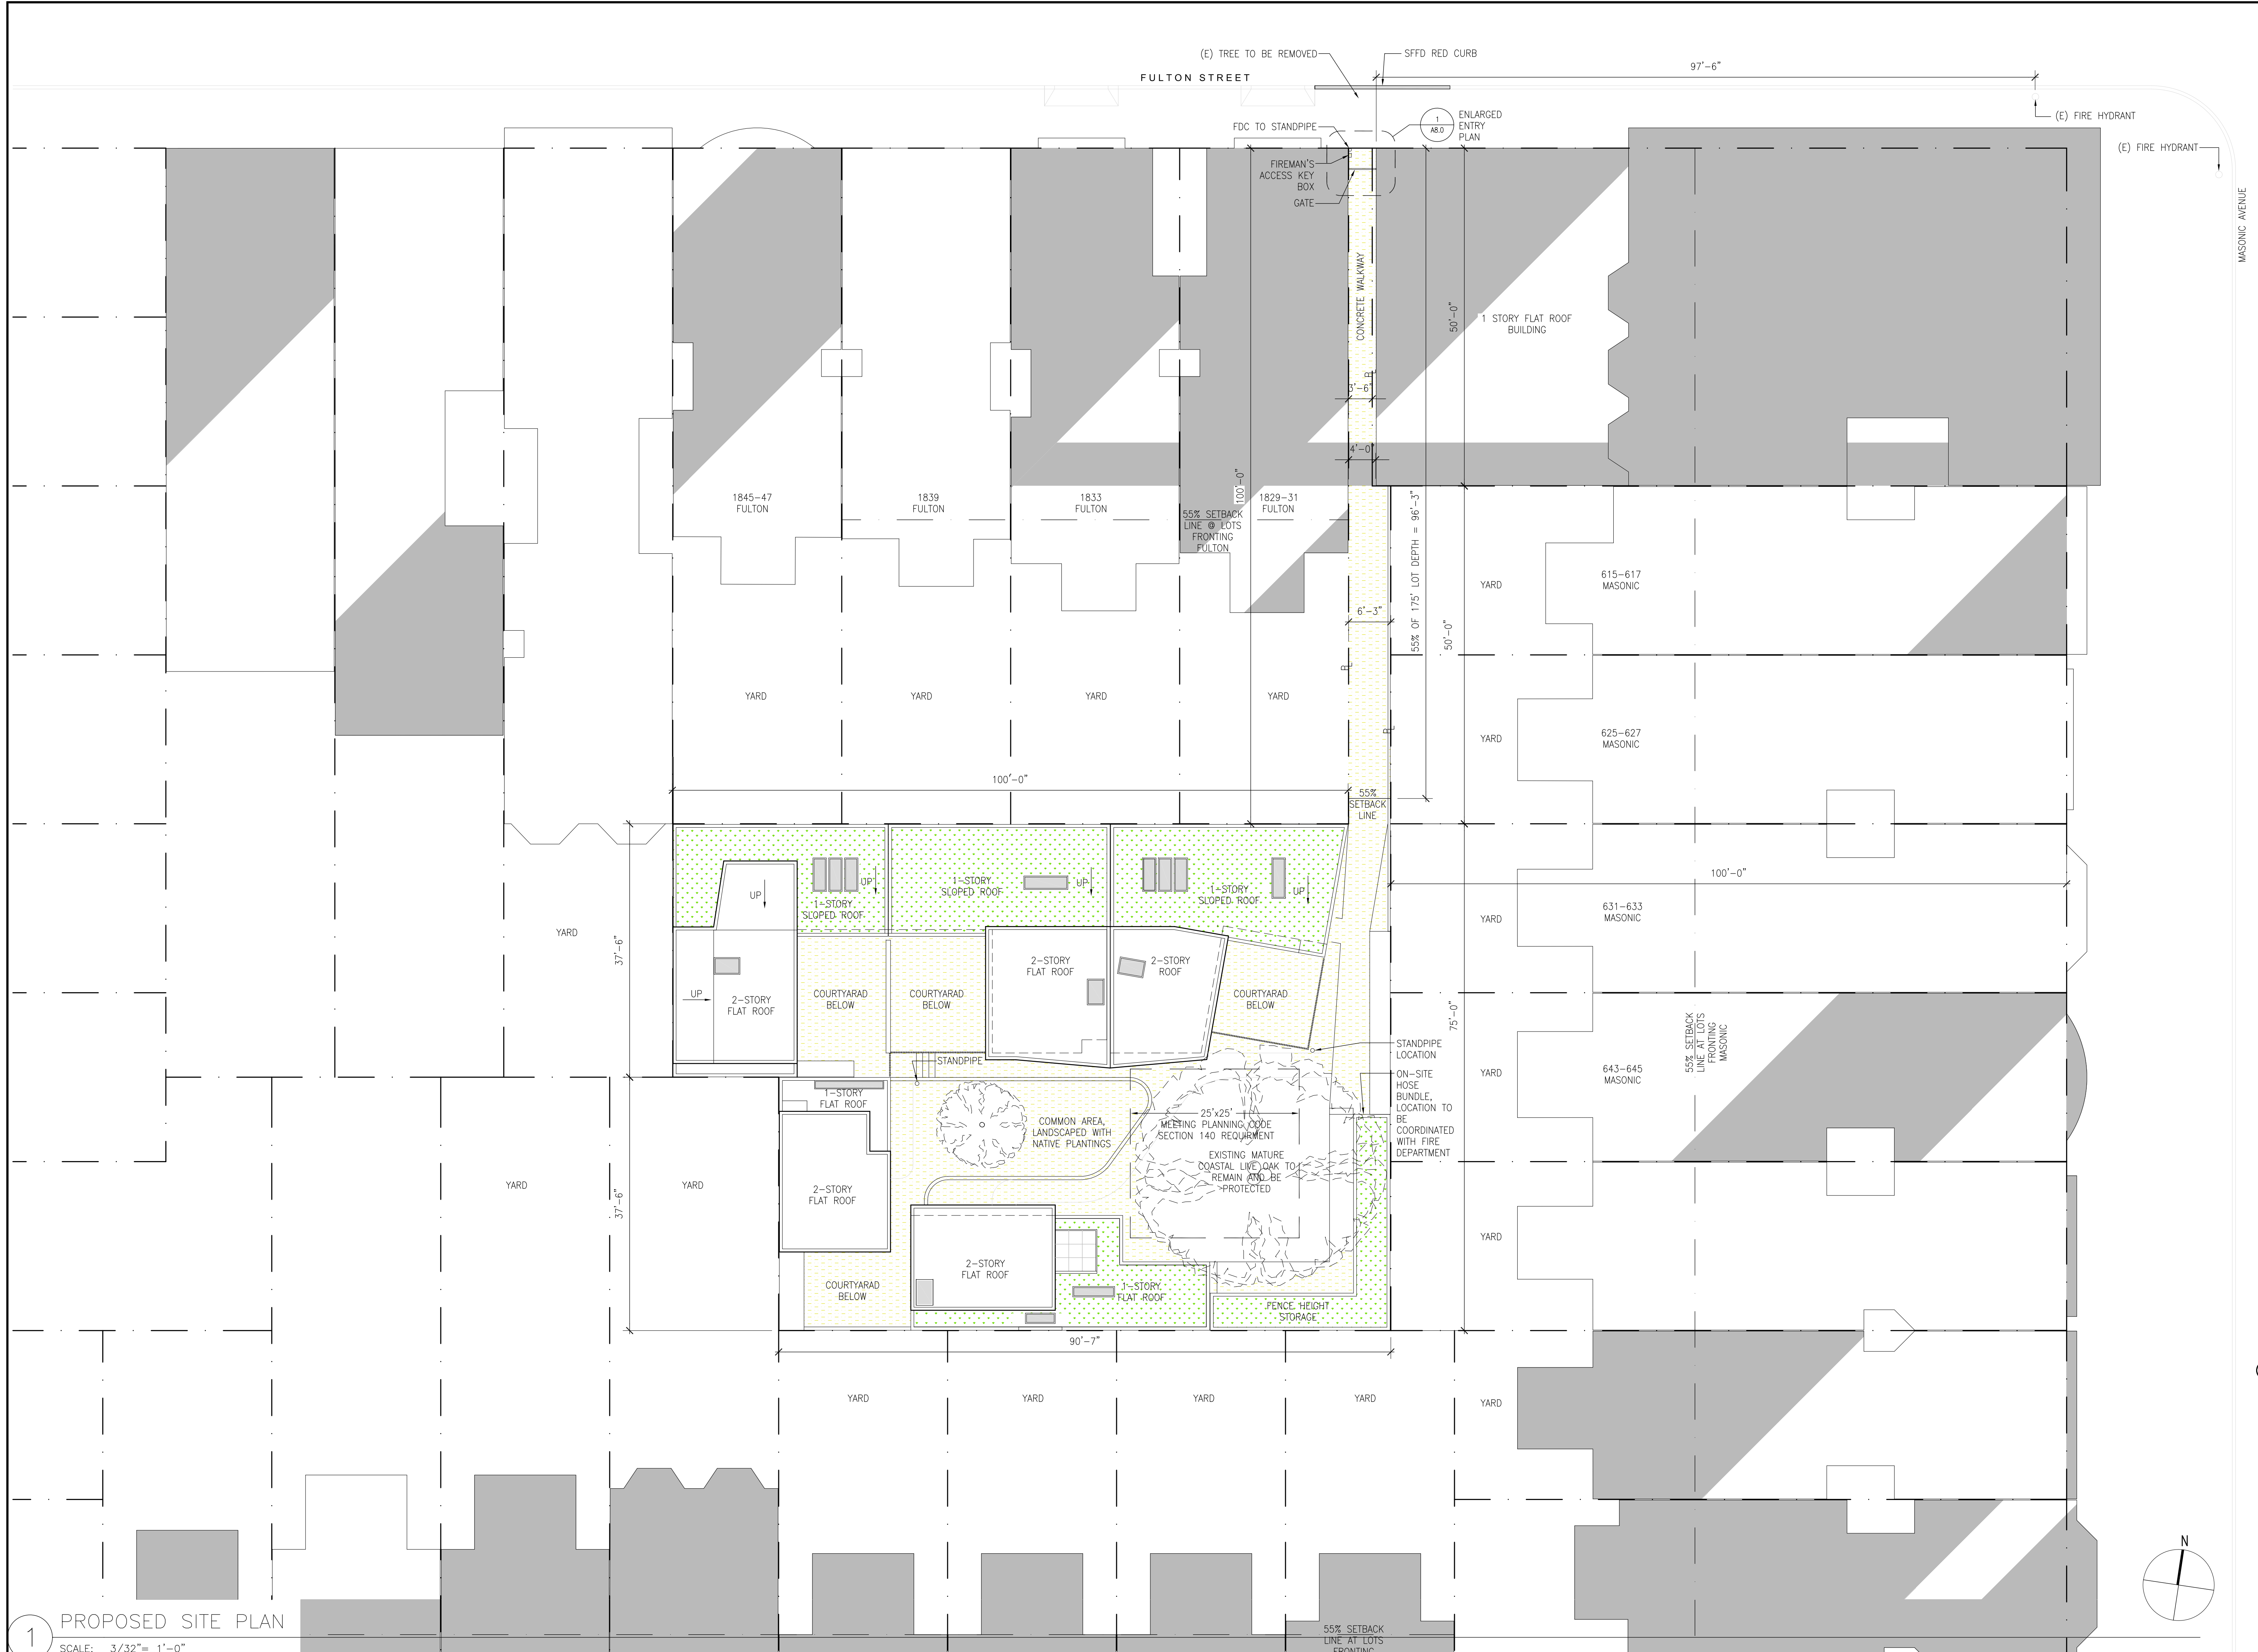 (E) TREE TO BE REMOVED
SFFD RED CURB
FULTON STREET
97'-6"
(E) FIRE HYDRANT
(E) FIRE HYDRANT
MASONIC AVENUE
FDC TO STANDPIPE
1
A8.0
ENLARGED
ENTRY
PLAN
FIREMAN'S
ACCESS KEY
BOX
GATE
CONCRETE WALKWAY
50'-0"
1 STORY FLAT ROOF
BUILDING
3'-6"
4'-0"
100'-0"
1845-47
FULTON
1839
FULTON
1833
FULTON
55% SETBACK
LINE @ LOTS
FRONTING
FULTON
1829-31
FULTON
55% OF 175' LOT DEPTH = 96'-3"
6'-3"
50'-0"
YARD
615-617
MASONIC
YARD
YARD
YARD
YARD
YARD
625-627
MASONIC
100'-0"
55%
SETBACK
LINE
37'-6"
YARD
UP
UP
1-STORY
SLOPED ROOF
1-STORY
SLOPED ROOF
UP
1-STORY
SLOPED ROOF
UP
100'-0"
YARD
631-633
MASONIC
UP
2-STORY
FLAT ROOF
COURTYARAD
BELOW
COURTYARAD
BELOW
2-STORY
FLAT ROOF
2-STORY
ROOF
COURTYARAD
BELOW
75'-0"
55% SETBACK
LINE AT LOTS
FRONTING
MASONIC
STANDPIPE
STANDPIPE
LOCATION
YARD
643-645
MASONIC
ON-SITE
HOSE
BUNDLE,
LOCATION TO
BE
COORDINATED
WITH FIRE
DEPARTMENT
1-STORY
FLAT ROOF
COMMON AREA,
LANDSCAPED WITH
NATIVE PLANTINGS
25'x25'
MEETING PLANNING CODE
SECTION 140 REQUIRMENT
EXISTING MATURE
COASTAL LIVE OAK TO
REMAIN AND BE
PROTECTED
37'-6"
YARD
YARD
2-STORY
FLAT ROOF
YARD
2-STORY
FLAT ROOF
COURTYARAD
BELOW
1-STORY
FLAT ROOF
FENCE HEIGHT
STORAGE
90'-7"
YARD
YARD
YARD
YARD
YARD
N
1
PROPOSED SITE PLAN
SCALE: 3/32"= 1'-0"
55% SETBACK
LINE AT LOTS
FRONTING